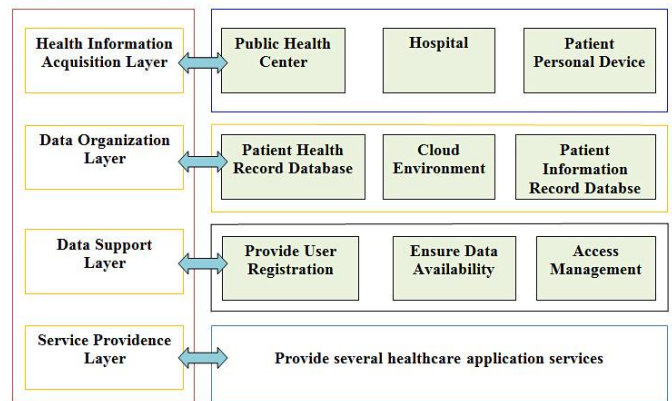 Health Information
Acquisition Layer
Public Health
Center
Hospital
Patient
Personal Device
Data Organization
Layer
Patient Health
Record Database
Cloud
Environment
Patient
Information
Record Databse
Data Support
Layer
Provide User
Registration
Ensure Data
Availability
Access
Management
Service Providence
Layer
Provide several healthcare application services